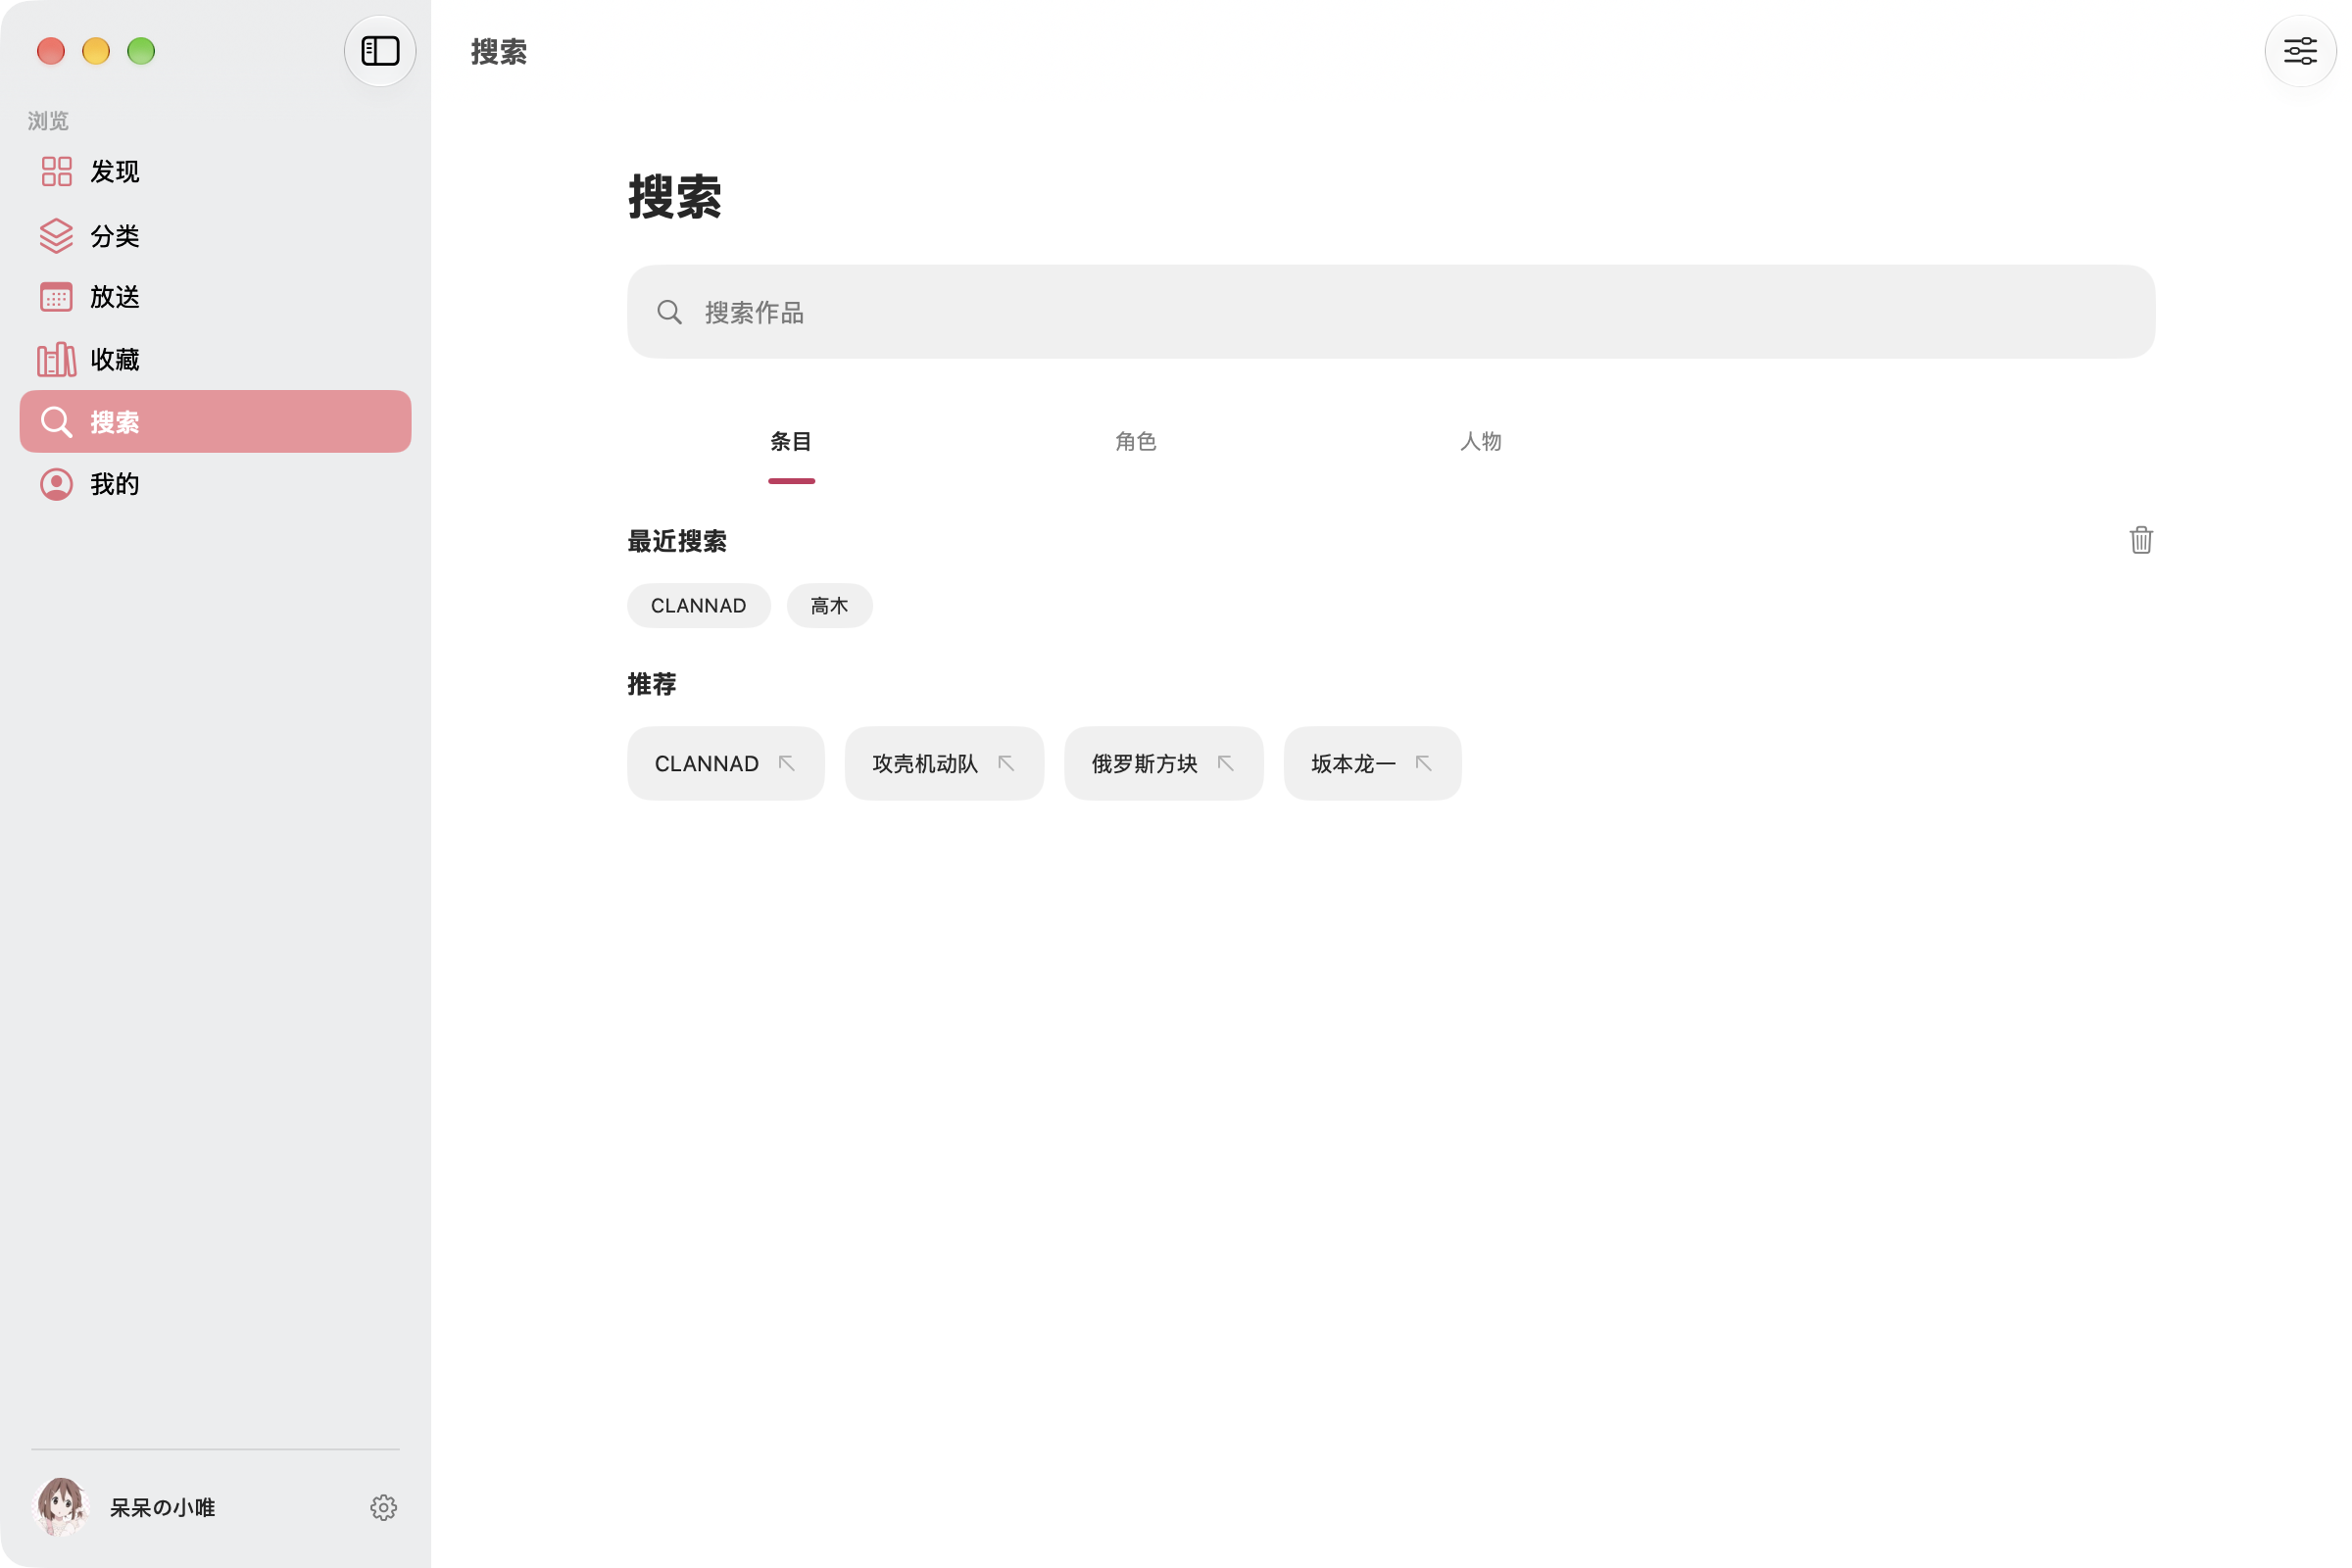 搜索
浏览
发现
分类
放送
收藏
搜索
我的
搜索
搜索作品
条目 角色 人物
最近搜索
CLANNAD 高木
推荐
CLANNAD 攻壳机动队 俄罗斯方块 坂本龙一
呆呆の小唯